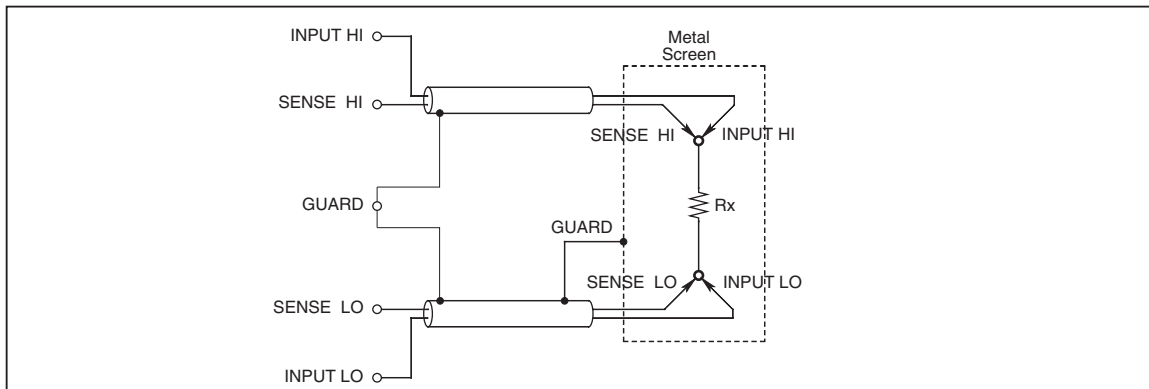 INPUT HI
Metal
Screen
SENSE HI
SENSE HI
INPUT HI
GUARD
Rx
GUARD
SENSE LO
INPUT LO
SENSE LO
INPUT LO